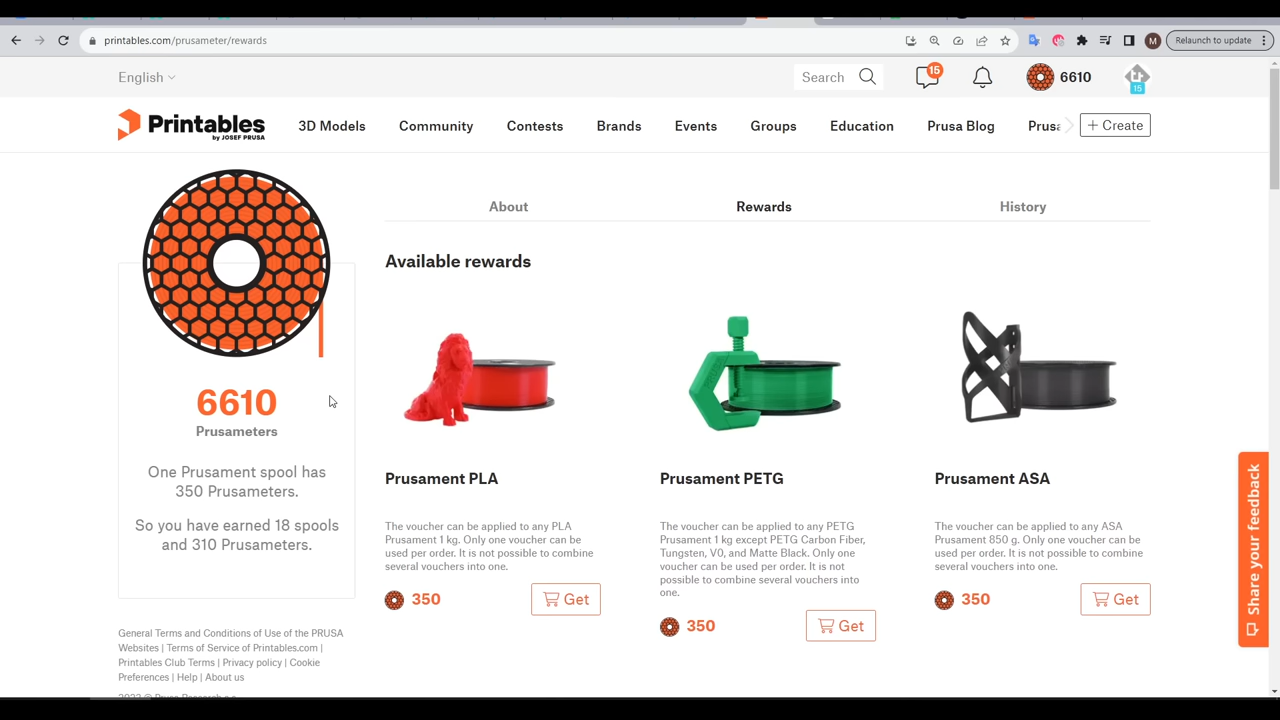 printables.com/prusameter/rewards
M
Relaunch to update
English
Search
15
6610
15
Printables
by JOSEF PRUSA
3D Models
Community
Contests
Brands
Events
Groups
Education
Prusa Blog
Prusa
+ Create
About
Rewards
History
Available rewards
6610
Prusameters
One Prusament spool has
350 Prusameters.
So you have earned 18 spools
and 310 Prusameters.
Prusament PLA
The voucher can be applied to any PLA
Prusament 1 kg. Only one voucher can be
used per order. It is not possible to combine
several vouchers into one.
350
Get
Prusament PETG
The voucher can be applied to any PETG
Prusament 1 kg except PETG Carbon Fiber,
Tungsten, V0, and Matte Black. Only one
voucher can be used per order. It is not
possible to combine several vouchers into
one.
350
Get
Prusament ASA
The voucher can be applied to any ASA
Prusament 850 g. Only one voucher can be
used per order. It is not possible to combine
several vouchers into one.
350
Get
Share your feedback
General Terms and Conditions of Use of the PRUSA
Websites | Terms of Service of Printables.com |
Printables Club Terms | Privacy policy | Cookie
Preferences | Help | About us